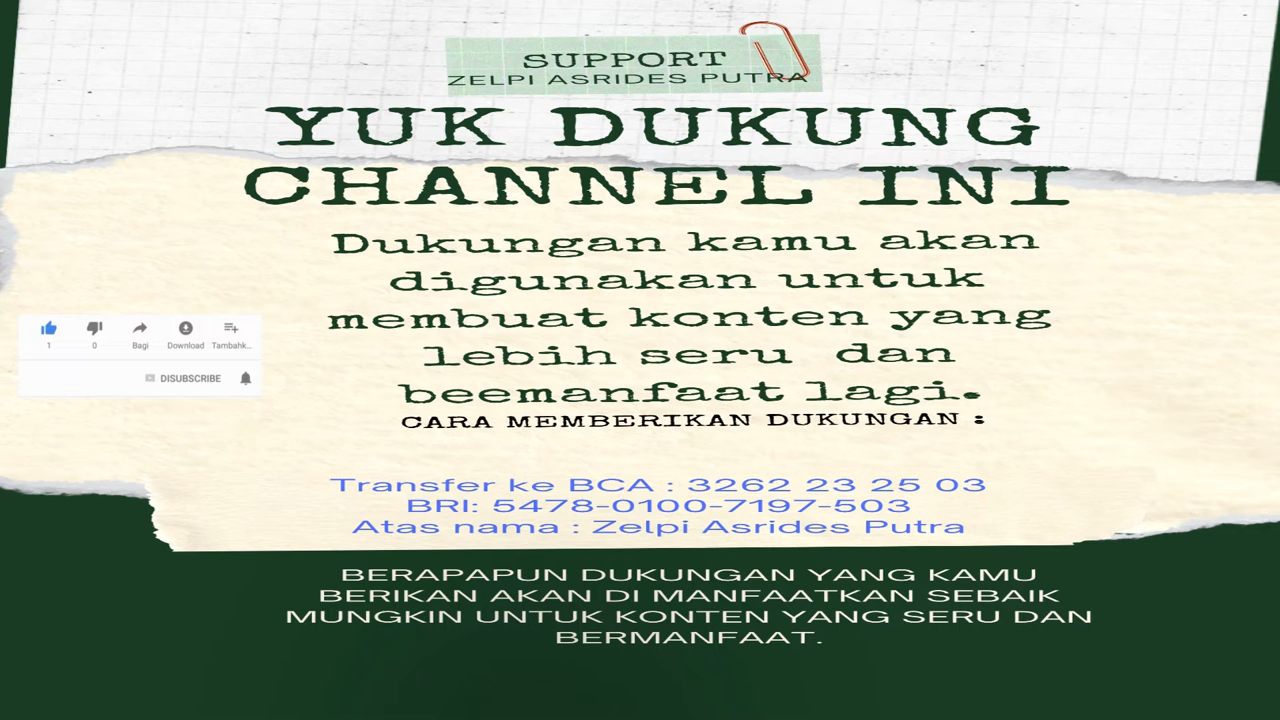 SUPPORT
ZELPI ASRIDES PUTRA
YUK DUKUNG
CHANNEL INI
Dukungan kamu akan
digunakan untuk
membuat konten yang
lebih seru dan
beemanfaat lagi.
CARA MEMBERIKAN DUKUNGAN :
1 0 Bagi Download Tambahk...
DISUBSCRIBE
Transfer ke BCA : 3262 23 25 03
BRI: 5478-0100-7197-503
Atas nama : Zelpi Asrides Putra
BERAPAPUN DUKUNGAN YANG KAMU
BERIKAN AKAN DI MANFAATKAN SEBAIK
MUNGKIN UNTUK KONTEN YANG SERU DAN
BERMANFAAT.